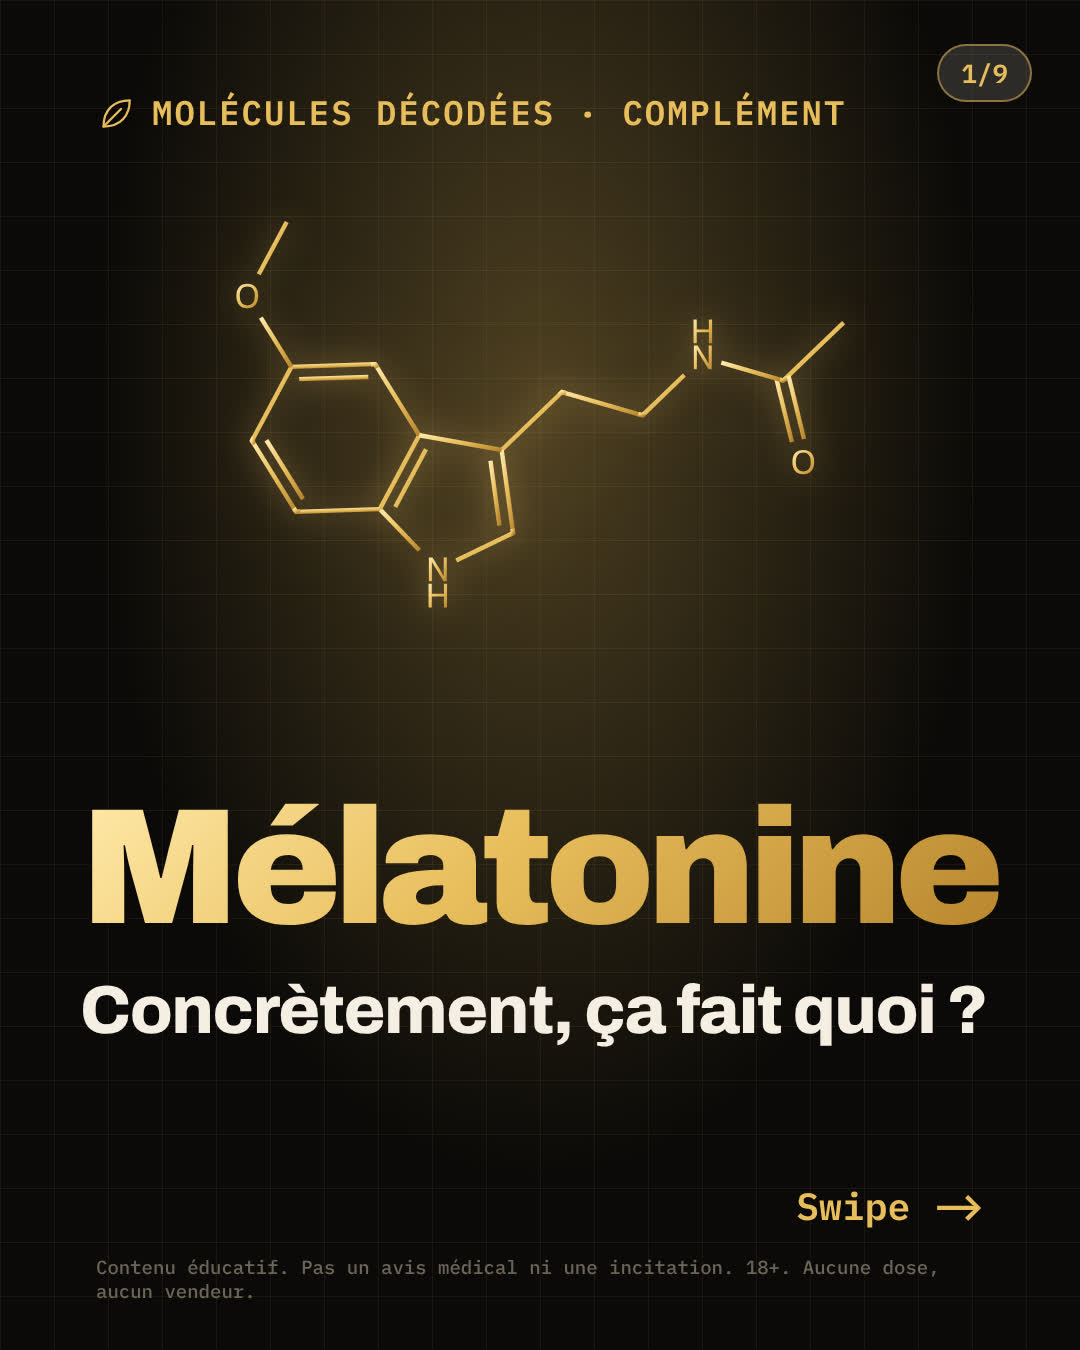 1/9
MOLÉCULES DÉCODÉES · COMPLÉMENT
O
H
N
O
N
H
Mélatonine
Concrètement, ça fait quoi ?
Swipe →
Contenu éducatif. Pas un avis médical ni une incitation. 18+. Aucune dose,
aucun vendeur.